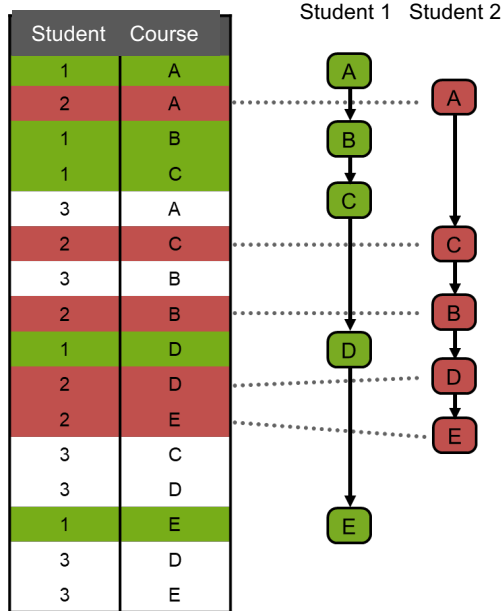 Student 1 Student 2
Student Course
1 A
2 A
1 B
1 C
3 A
2 C
3 B
2 B
1 D
2 D
2 E
3 C
3 D
1 E
3 D
3 E
A
A
B
C
C
B
D
D
E
E